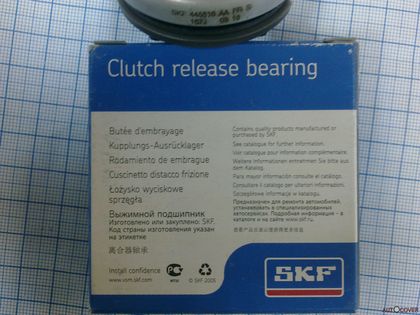 Clutch release bearing
Butée d'embrayage
Kupplungs-Ausrücklager
Rodamiento de embrague
Cuscinetto distacco frizione
Łożysko wyciskowe
sprzęgła
Выжимной подшипник
Изготовлено или закуплено: SKF.
Код страны изготовления указан
на этикетке
离合器轴承
Contains quality products manufactured or
purchased by SKF.
See catalogue for further information.
Voir catalogue pour information complémentaire.
Weitere Informationen entnehmen Sie bitte aus
dem Katalog.
Para mayor información consulte el catálogo.
Consultare il catalogo per ulteriori informazioni.
Szczegółowe informacje w katalogu.
Предназначен для ремонта автомобилей,
устанавливать в специализированных
автосервисах. Подробная информация -
в каталоге и на сайте www.skf.ru.
Install confidence
www.vsm.skf.com
© SKF 2005
SKF